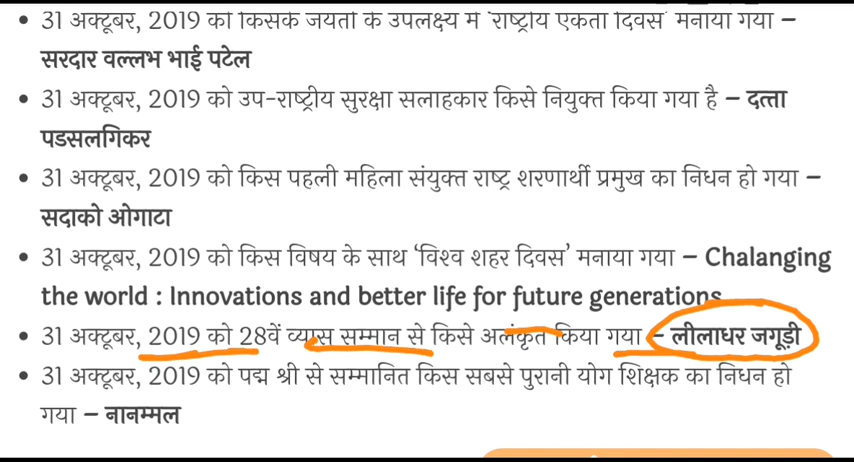 • 31 अक्टूबर, 2019 को किसके जयंती के उपलक्ष्य में 'राष्ट्रीय एकता दिवस' मनाया गया –
सरदार वल्लभ भाई पटेल
• 31 अक्टूबर, 2019 को उप-राष्ट्रीय सुरक्षा सलाहकार किसे नियुक्त किया गया है – दत्ता
पडसलगिकर
• 31 अक्टूबर, 2019 को किस पहली महिला संयुक्त राष्ट्र शरणार्थी प्रमुख का निधन हो गया –
सदाको ओगाटा
• 31 अक्टूबर, 2019 को किस विषय के साथ 'विश्व शहर दिवस' मनाया गया – Chalanging
the world : Innovations and better life for future generations
• 31 अक्टूबर, 2019 को 28वें व्यास सम्मान से किसे अलंकृत किया गया – लीलाधर जगूड़ी
• 31 अक्टूबर, 2019 को पद्म श्री से सम्मानित किस सबसे पुरानी योग शिक्षक का निधन हो
गया – नानम्मल